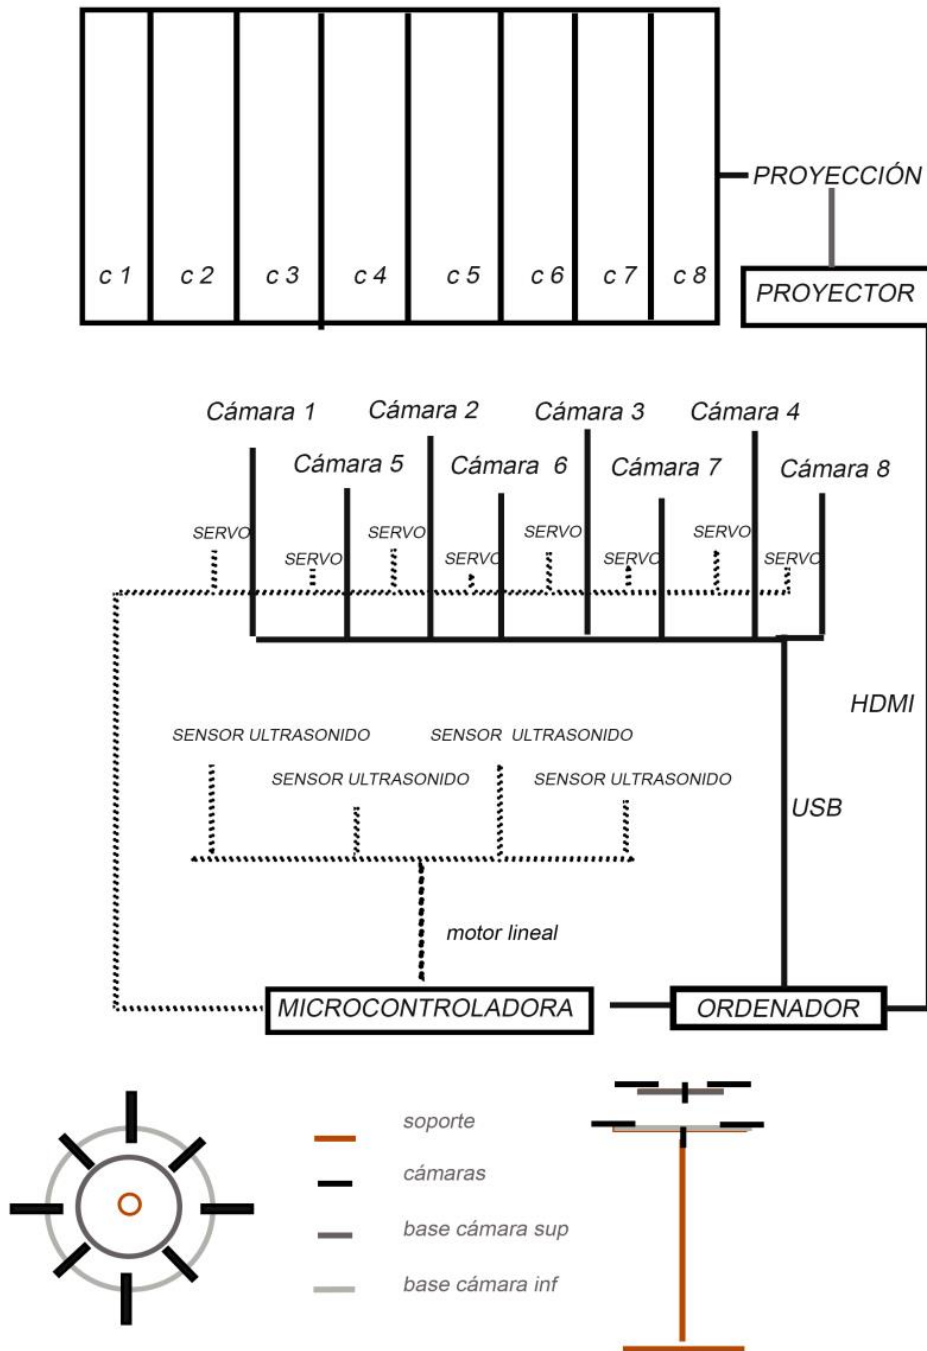 PROYECCIÓN
c 1 c 2 c 3 c 4 c 5 c 6 c 7 c 8
PROYECTOR
Cámara 1 Cámara 2 Cámara 3 Cámara 4
Cámara 5 Cámara 6 Cámara 7 Cámara 8
SERVO SERVO SERVO SERVO
SERVO SERVO SERVO SERVO
HDMI
SENSOR ULTRASONIDO SENSOR ULTRASONIDO
SENSOR ULTRASONIDO SENSOR ULTRASONIDO
USB
motor lineal
MICROCONTROLADORA ORDENADOR
soporte
cámaras
base cámara sup
base cámara inf